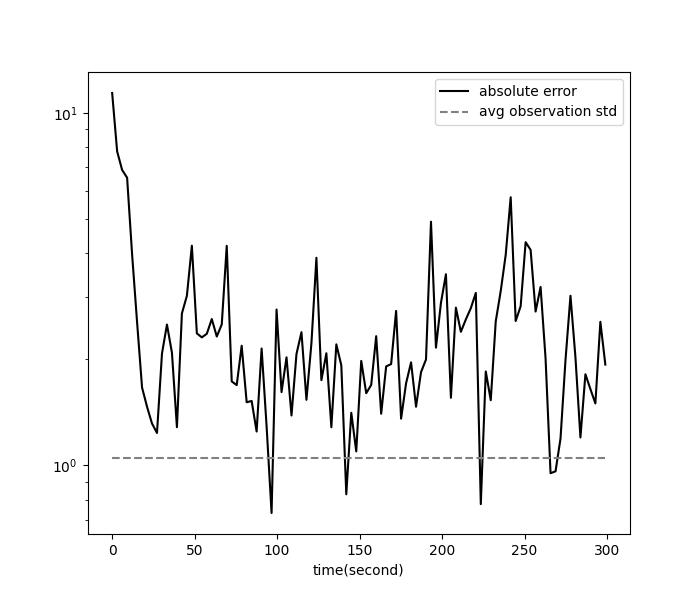 absolute error
avg observation std
10¹
10⁰
0 50 100 150 200 250 300
time(second)